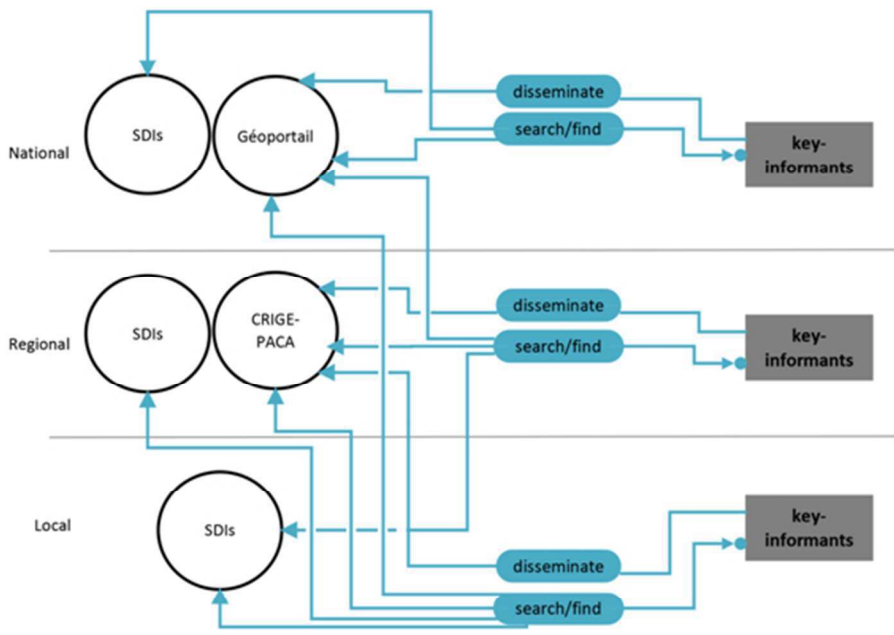 disseminate
SDIs
Géoportail
search/find
National
key-
informants
disseminate
SDIs
CRIGE-
PACA
search/find
Regional
key-
informants
SDIs
Local
key-
informants
disseminate
search/find